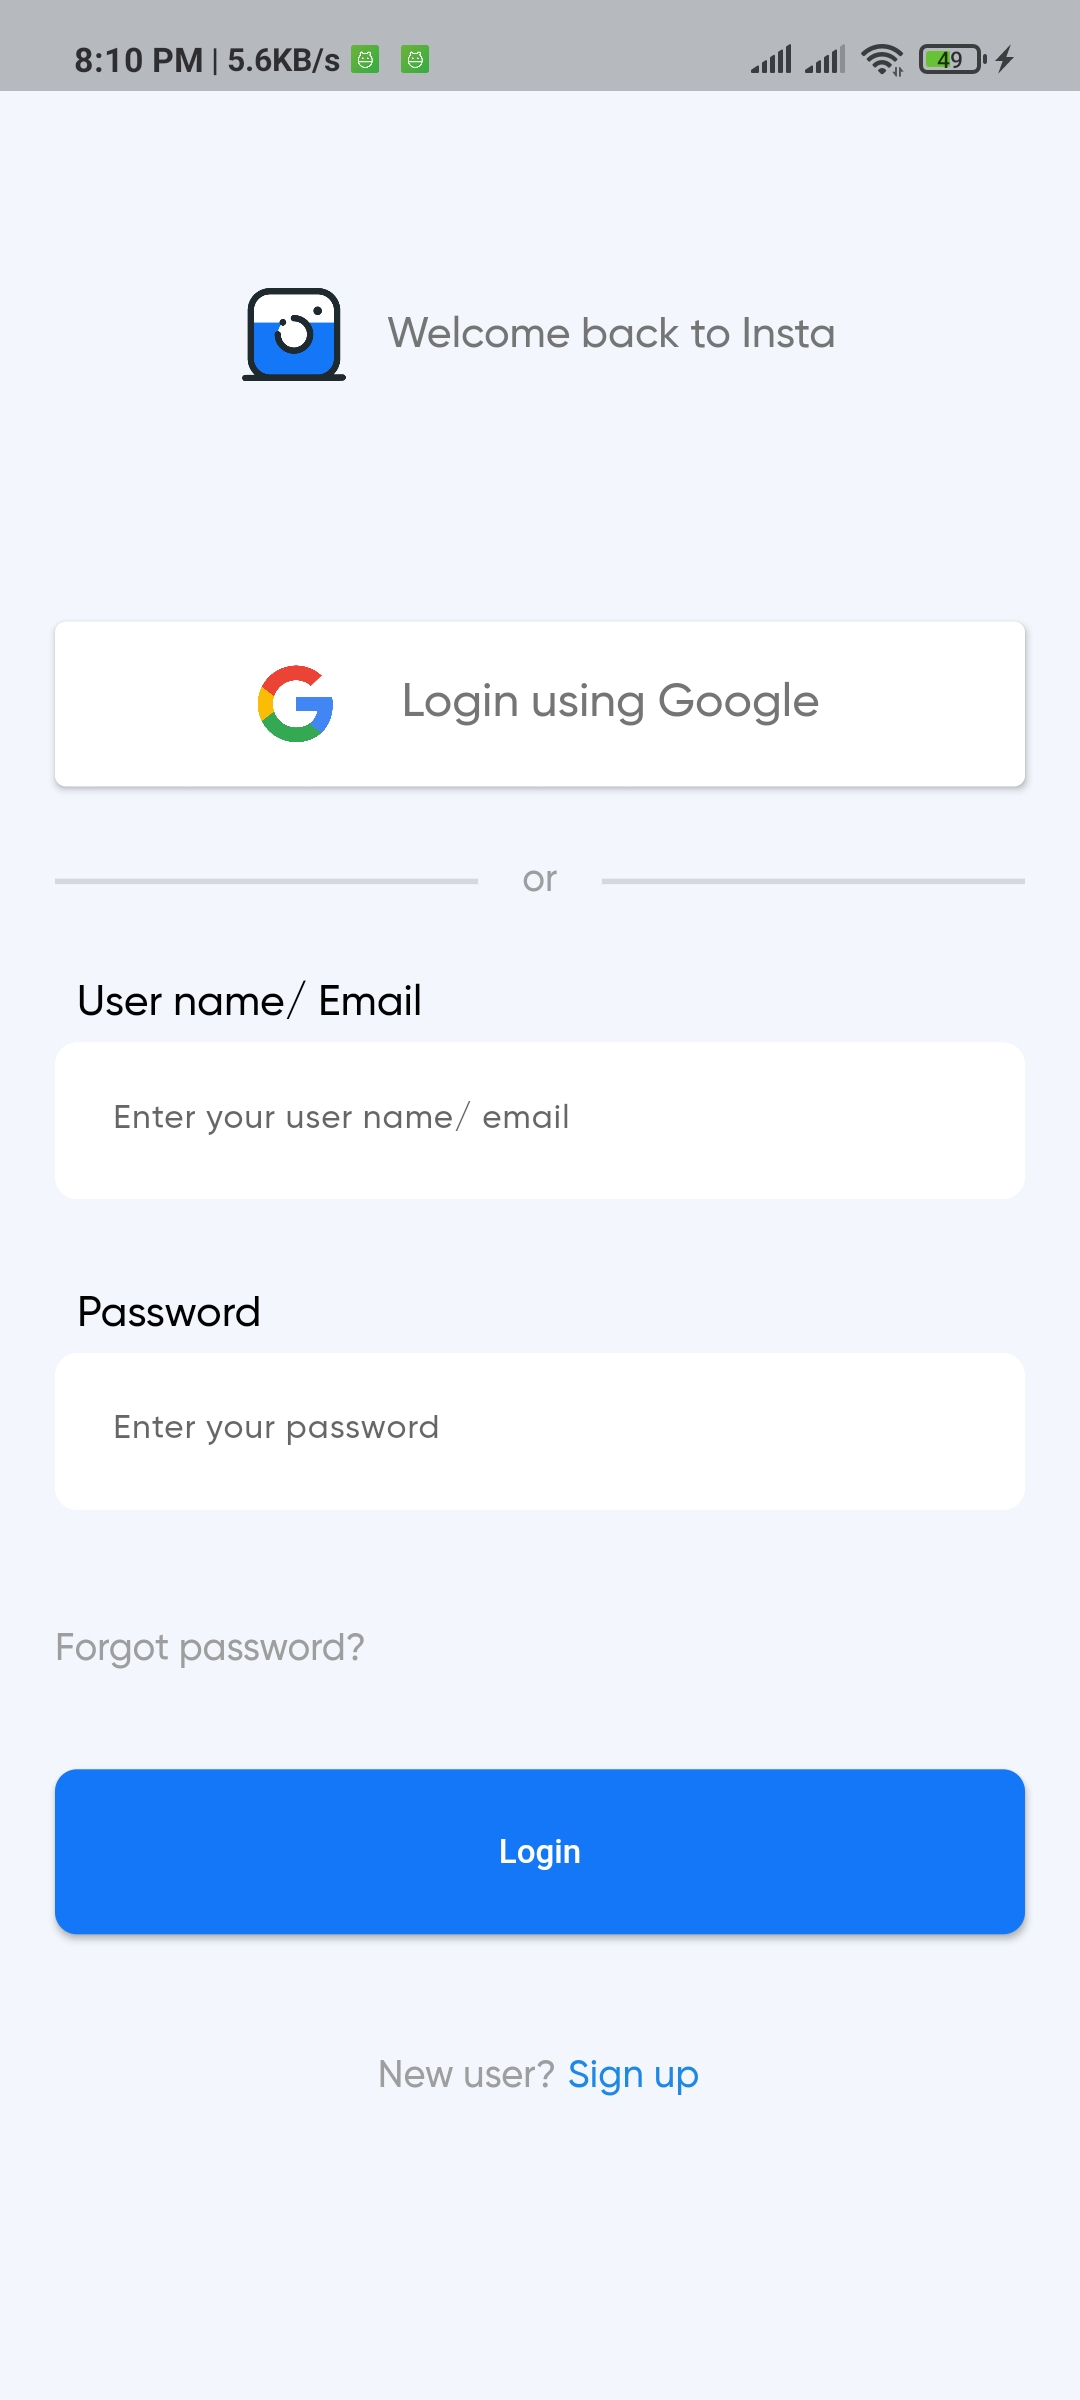 8:10 PM | 5.6KB/s 49
Welcome back to Insta
Login using Google
or
User name/ Email
Enter your user name/ email
Password
Enter your password
Forgot password?
Login
New user? Sign up